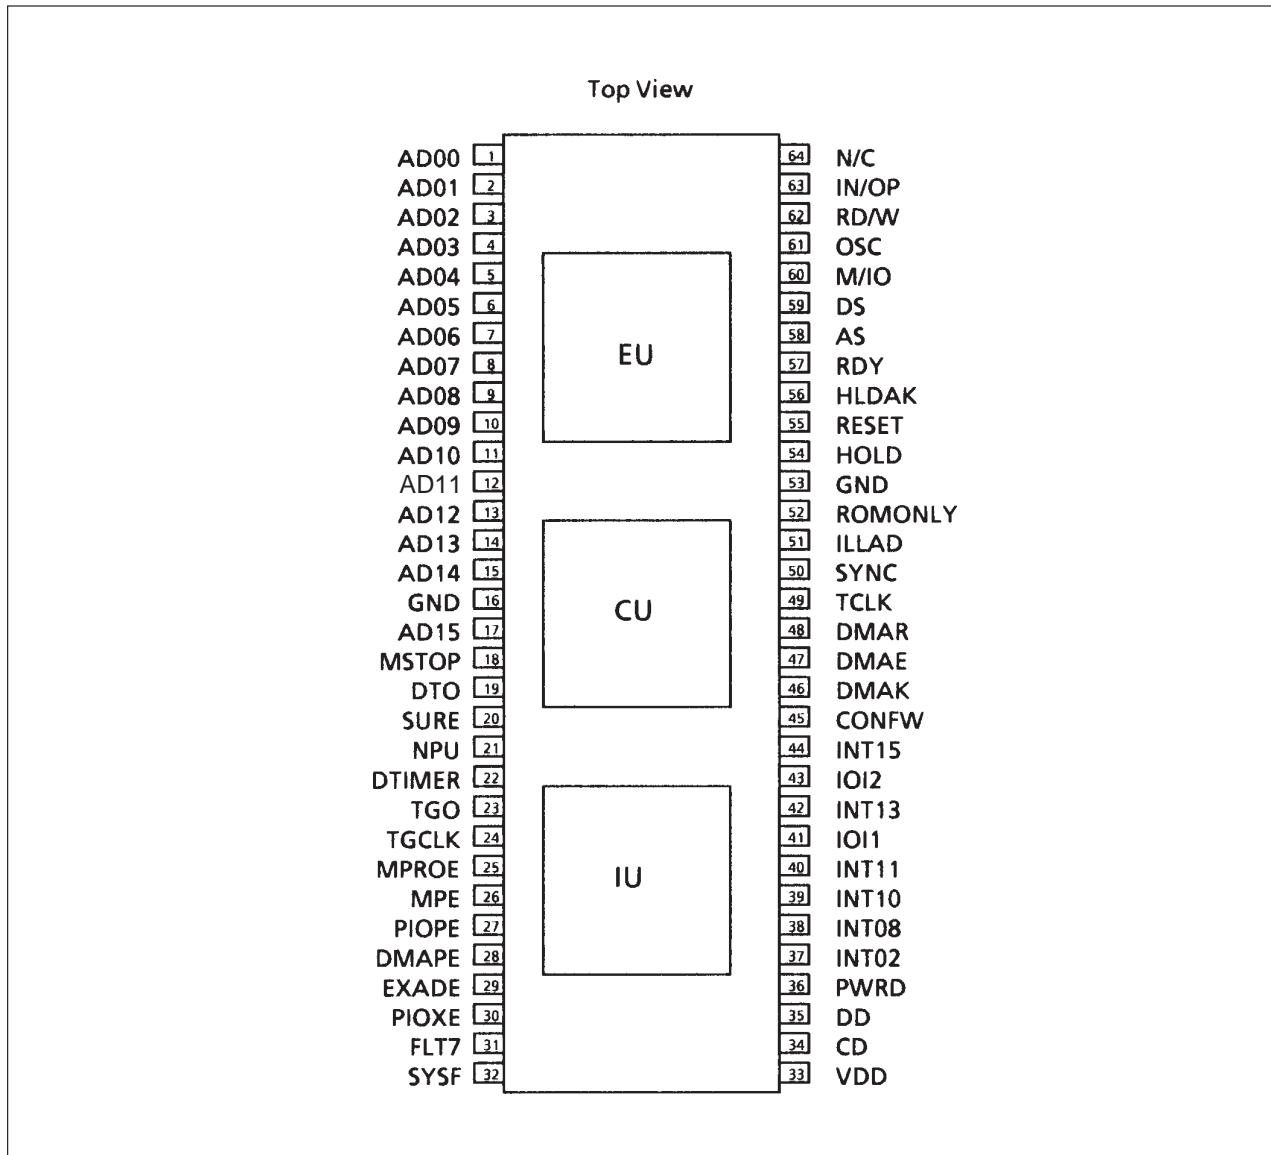 Top View
AD00 1 64 N/C
AD01 2 63 IN/OP
AD02 3 62 RD/W
AD03 4 61 OSC
AD04 5 60 M/IO
AD05 6 59 DS
AD06 7 58 AS
AD07 8 57 RDY
AD08 9 56 HLDAK
AD09 10 55 RESET
AD10 11 54 HOLD
AD11 12 53 GND
AD12 13 52 ROMONLY
AD13 14 51 ILLAD
AD14 15 50 SYNC
GND 16 49 TCLK
AD15 17 48 DMAR
MSTOP 18 47 DMAE
DTO 19 46 DMAK
SURE 20 45 CONFW
NPU 21 44 INT15
DTIMER 22 43 IOI2
TGO 23 42 INT13
TGCLK 24 41 IOI1
MPROE 25 40 INT11
MPE 26 39 INT10
PIOPE 27 38 INT08
DMAPE 28 37 INT02
EXADE 29 36 PWRD
PIOXE 30 35 DD
FLT7 31 34 CD
SYSF 32 33 VDD
EU
CU
IU